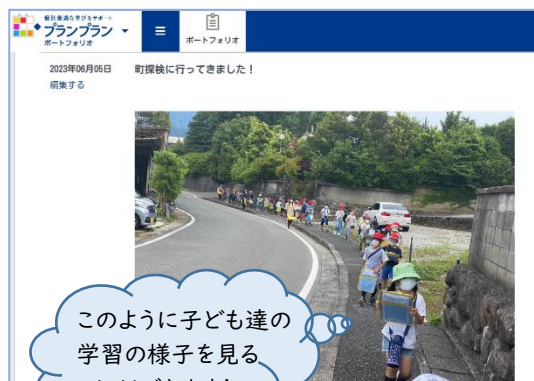 個別最適な学びをサポート
プランプラン
ポートフォリオ
ポートフォリオ
2023年06月05日
町探検に行ってきました！
編集する
このように子ども達の
学習の様子を見る